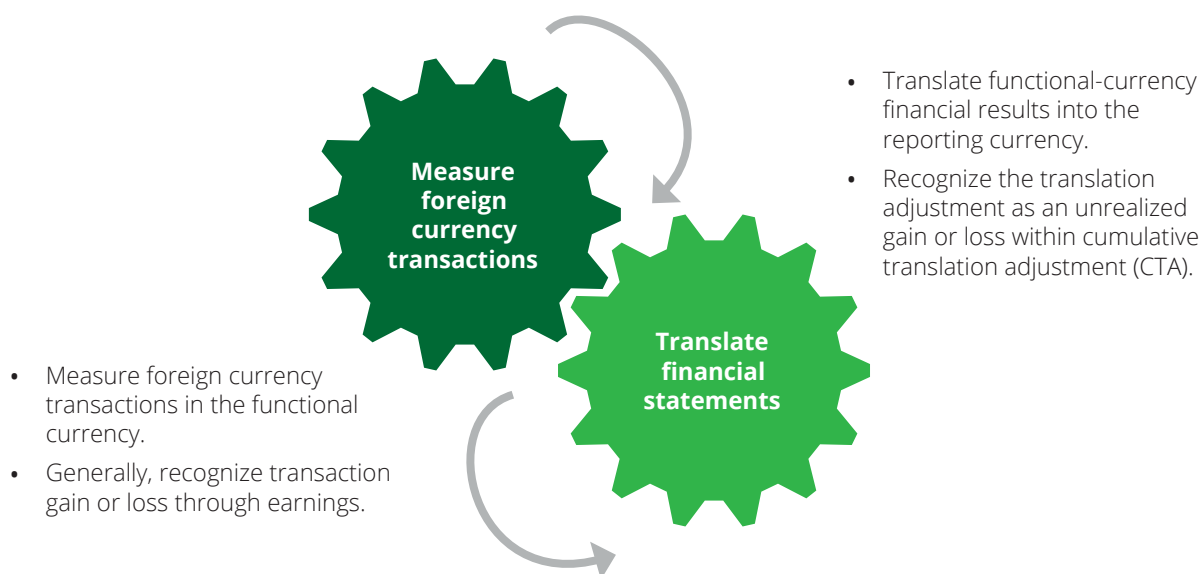 Measure
foreign
currency
transactions
• Measure foreign currency
transactions in the functional
currency.
• Generally, recognize transaction
gain or loss through earnings.
Translate
financial
statements
• Translate functional-currency
financial results into the
reporting currency.
• Recognize the translation
adjustment as an unrealized
gain or loss within cumulative
translation adjustment (CTA).